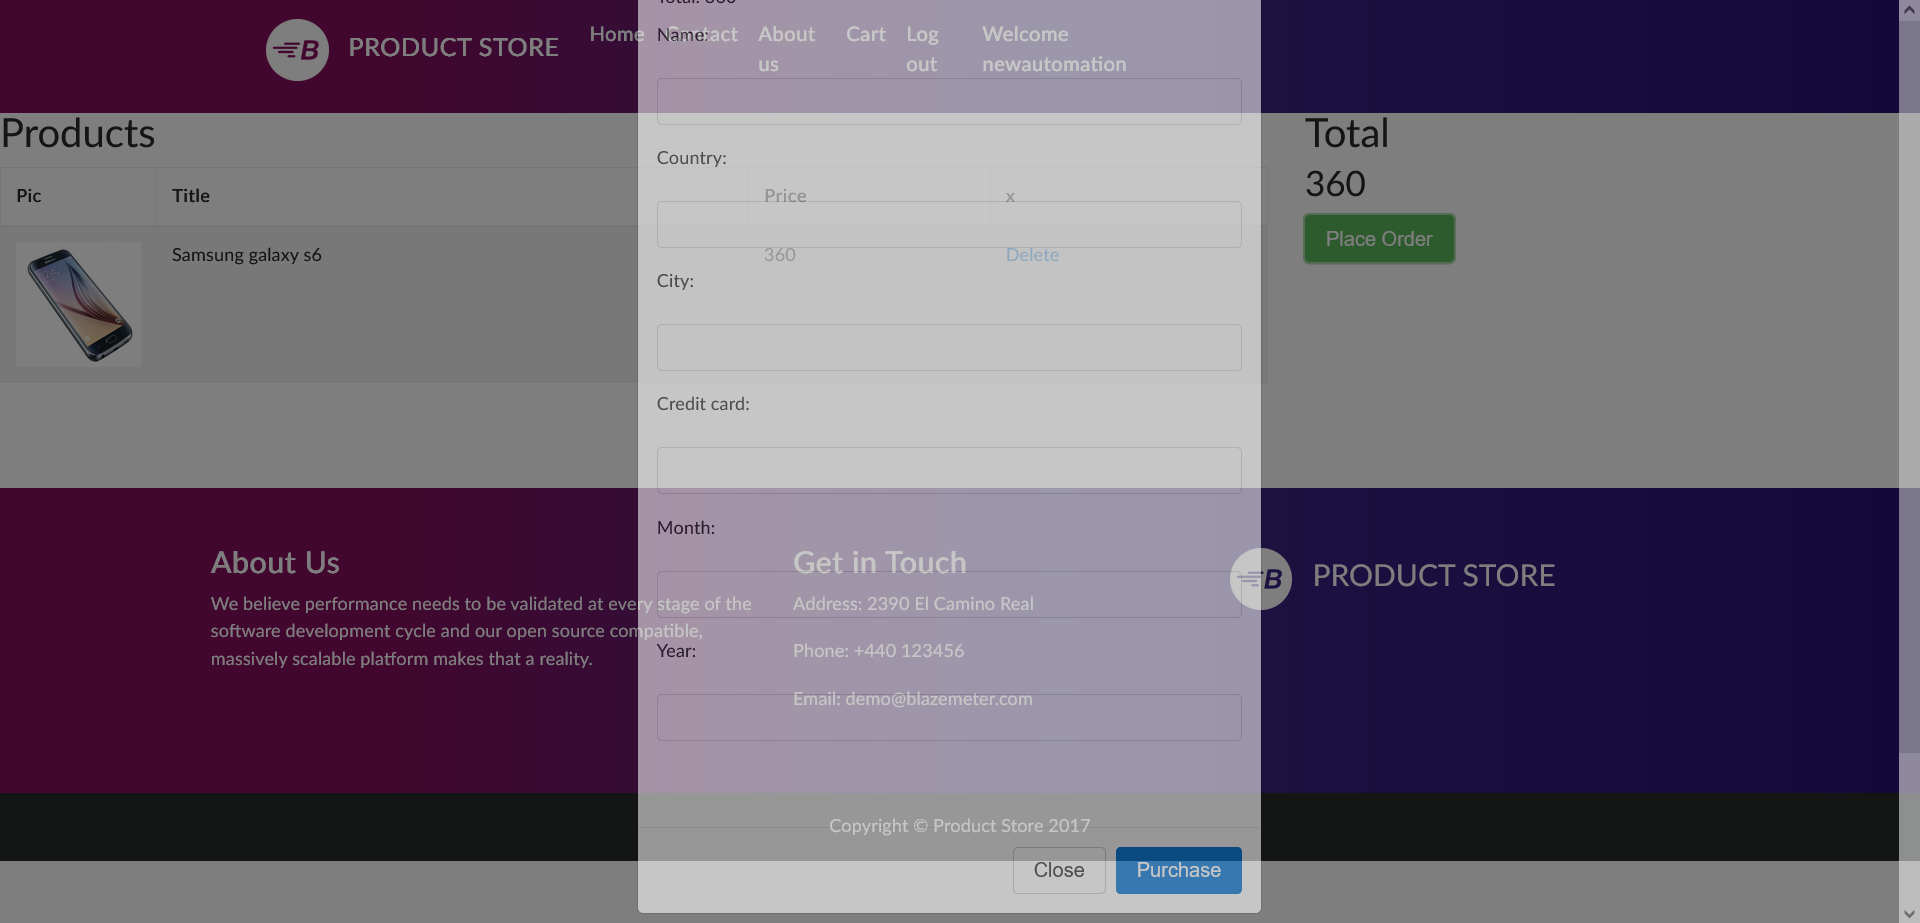 Total: 360
PRODUCT STORE
Home
Contact
About us
Cart
Log out
Welcome newautomation
Name:
Products
Total
Country:
360
Pic
Title
Price
x
Place Order
Samsung galaxy s6
360
Delete
City:
Credit card:
Month:
About Us
We believe performance needs to be validated at every stage of the
software development cycle and our open source compatible,
massively scalable platform makes that a reality.
Get in Touch
Address: 2390 El Camino Real
Phone: +440 123456
Email: demo@blazemeter.com
B PRODUCT STORE
Year:
Copyright © Product Store 2017
Close
Purchase